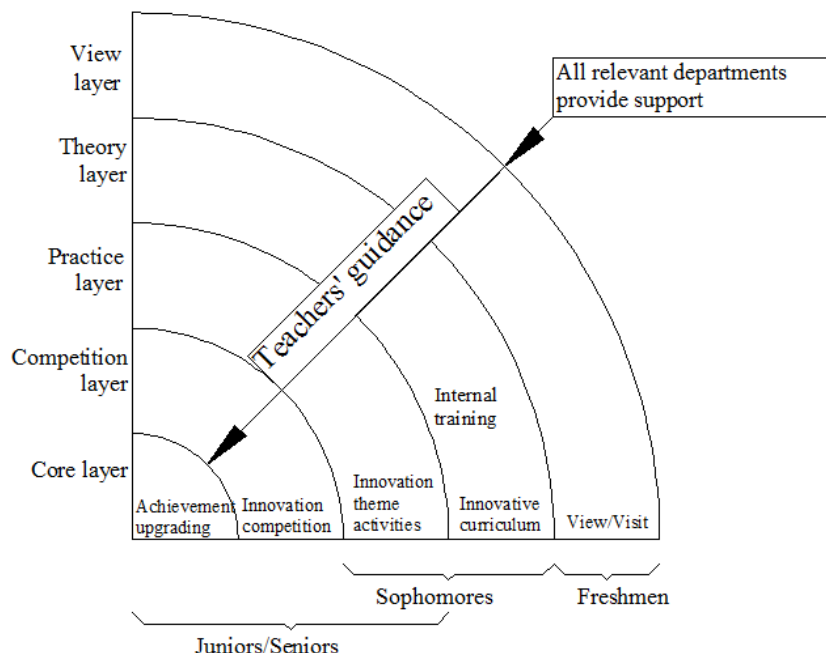 View
layer
All relevant departments
provide support
Theory
layer
Teachers' guidance
Practice
layer
Competition
layer
Internal
training
Core layer
Achievement
upgrading
Innovation
competition
Innovation
theme
activities
Innovative
curriculum
View/Visit
Sophomores
Freshmen
Juniors/Seniors